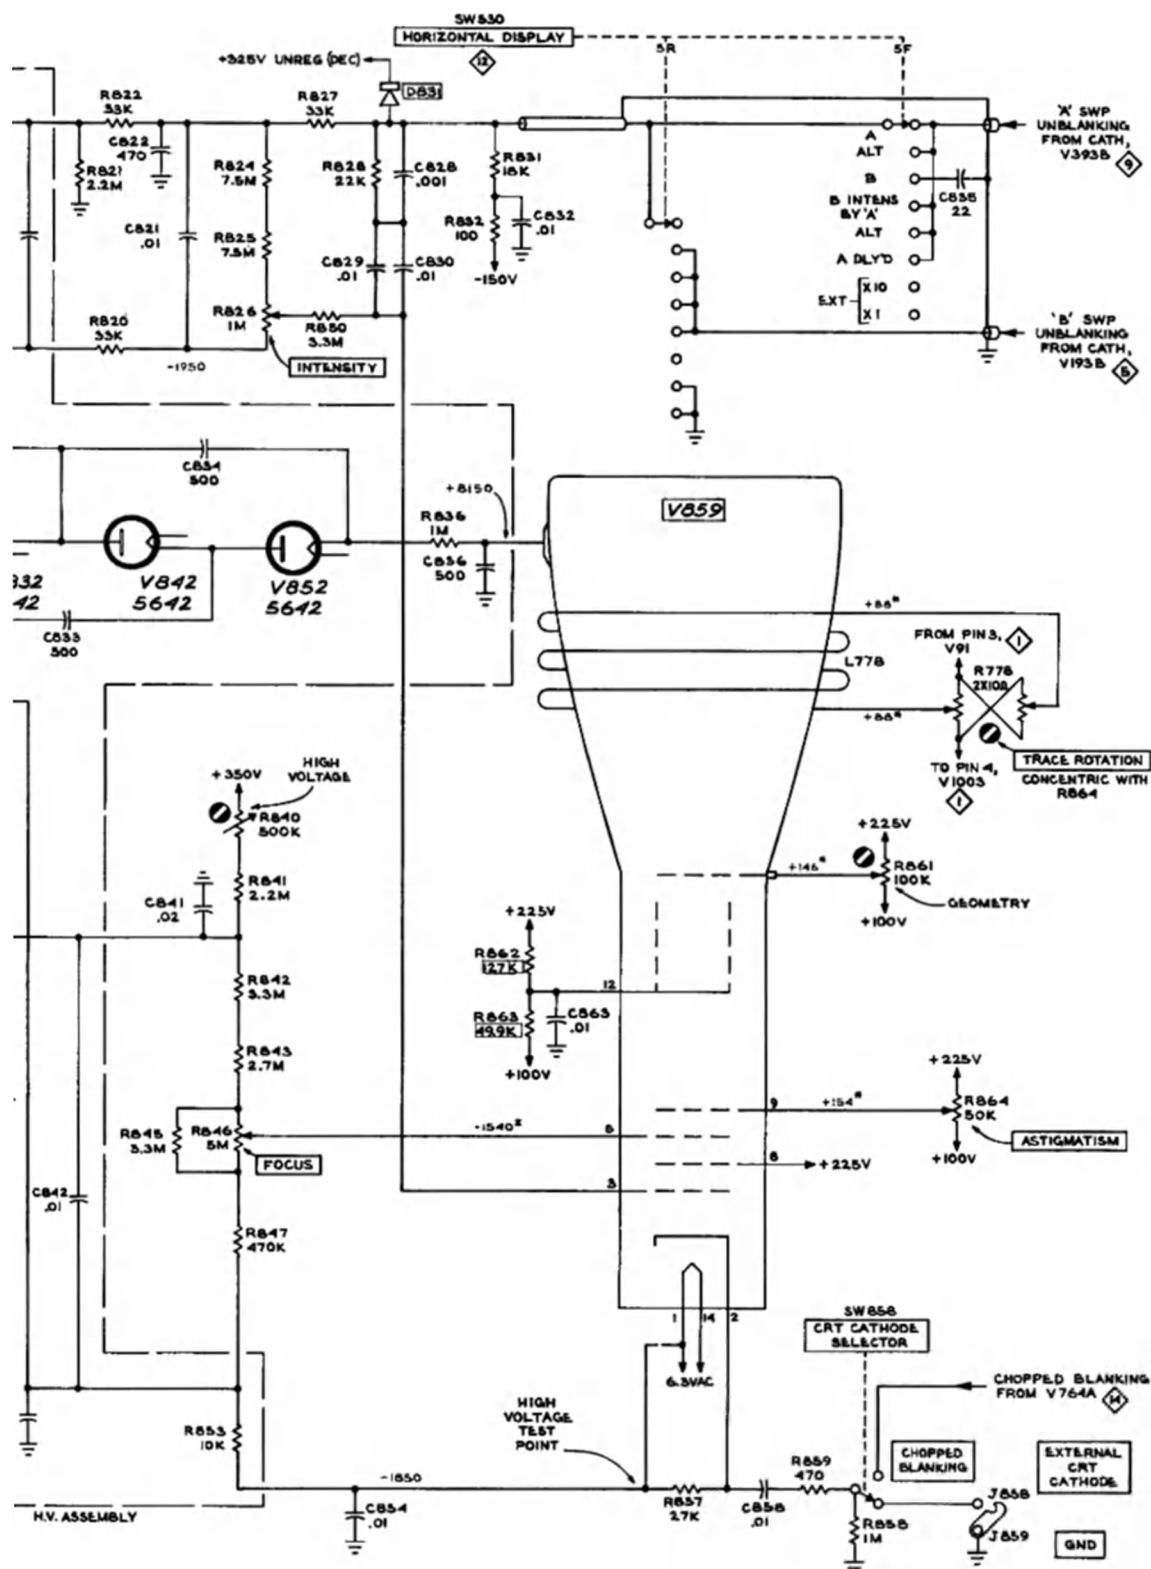 SW530
HORIZONTAL DISPLAY
12
5R
5F
+325V UNREG (DEC)
D831
R822
33K
R827
33K
C822
470
R821
2.2M
R824
7.5M
R828
22K
C828
.001
R831
18K
R832
100
C832
.01
-150V
C821
.01
R825
7.5M
C829
.01
C830
.01
R826
1M
R850
3.3M
R820
33K
INTENSITY
-1950
A
ALT
B
B INTENS
BY 'A'
ALT
A DLY'D
EXT
X10
X1
C835
22
'A' SWP
UNBLANKING
FROM CATH,
V393B
9
'B' SWP
UNBLANKING
FROM CATH,
V193B
5
C834
500
V842
5642
V852
5642
832
42
C833
500
R836
1M
C836
500
+8150
V859
+88*
L778
+88*
FROM PIN 3,
V91
1
R778
2X10Ω
TRACE ROTATION
CONCENTRIC WITH
R864
TO PIN 4,
V1003
1
+350V
HIGH
VOLTAGE
R840
500K
R841
2.2M
C841
.02
R842
3.3M
R843
2.7M
R845
3.3M
R846
5M
FOCUS
C842
.01
R847
470K
R853
10K
+225V
R861
100K
+146*
+100V
GEOMETRY
+225V
R862
127K
12
R863
49.9K
C863
.01
+100V
9
+154*
+225V
R864
50K
+100V
ASTIGMATISM
-1540*
5
8
+225V
3
1
14
2
6.3VAC
SW858
CRT CATHODE
SELECTOR
CHOPPED BLANKING
FROM V764A
14
HIGH
VOLTAGE
TEST
POINT
-1850
C854
.01
R857
27K
C858
.01
R859
470
R858
1M
CHOPPED
BLANKING
EXTERNAL
CRT
CATHODE
J858
J859
GND
H.V. ASSEMBLY